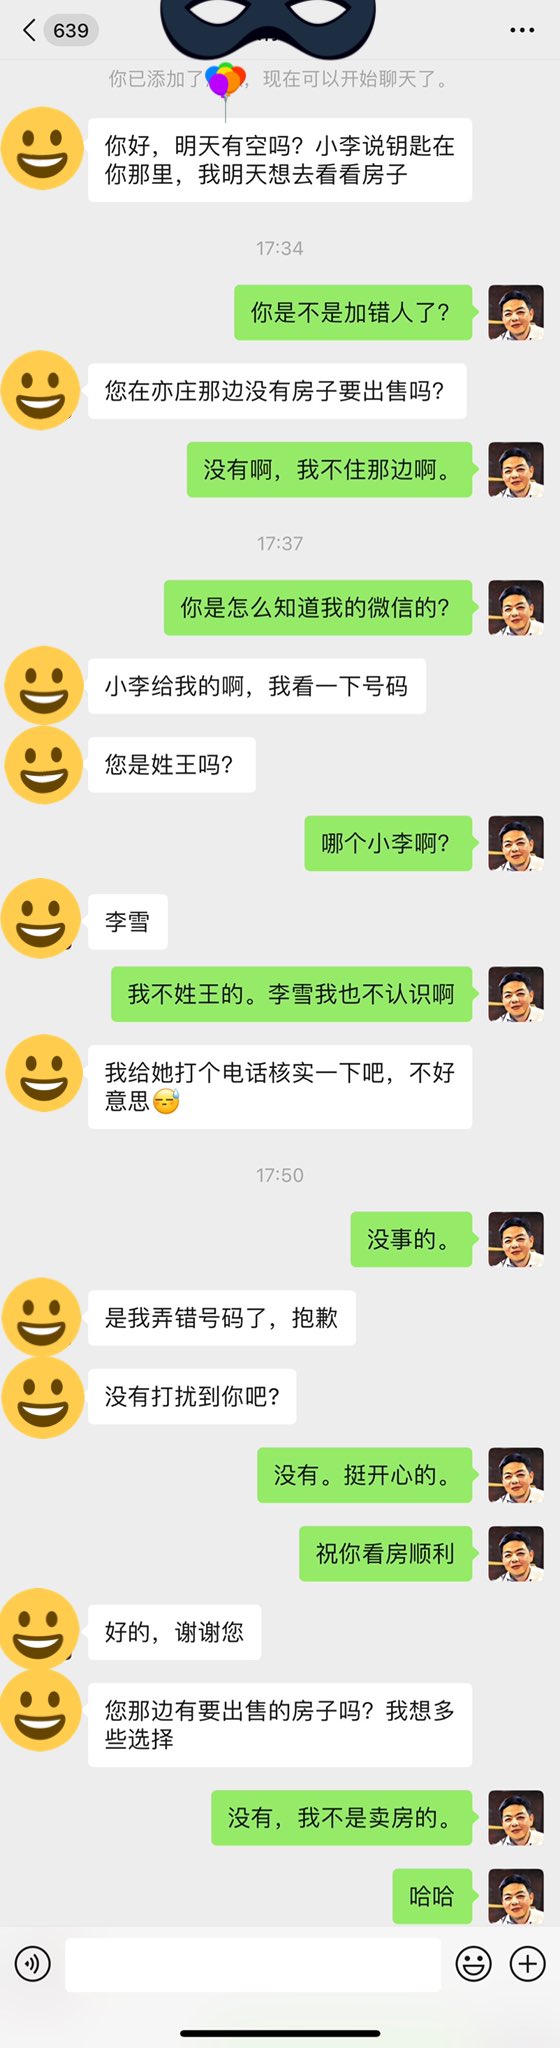 639
你已添加了
，现在可以开始聊天了。
你好，明天有空吗？小李说钥匙在
你那里，我明天想去看看房子
17:34
你是不是加错人了？
您在亦庄那边没有房子要出售吗？
没有啊，我不住那边啊。
17:37
你是怎么知道我的微信的？
小李给我的啊，我看一下号码
您是姓王吗？
哪个小李啊？
李雪
我不姓王的。李雪我也不认识啊
我给她打个电话核实一下吧，不好
意思😅
17:50
没事的。
是我弄错号码了，抱歉
没有打扰到你吧？
没有。挺开心的。
祝你看房顺利
好的，谢谢您
您那边有要出售的房子吗？我想多
些选择
没有，我不是卖房的。
哈哈